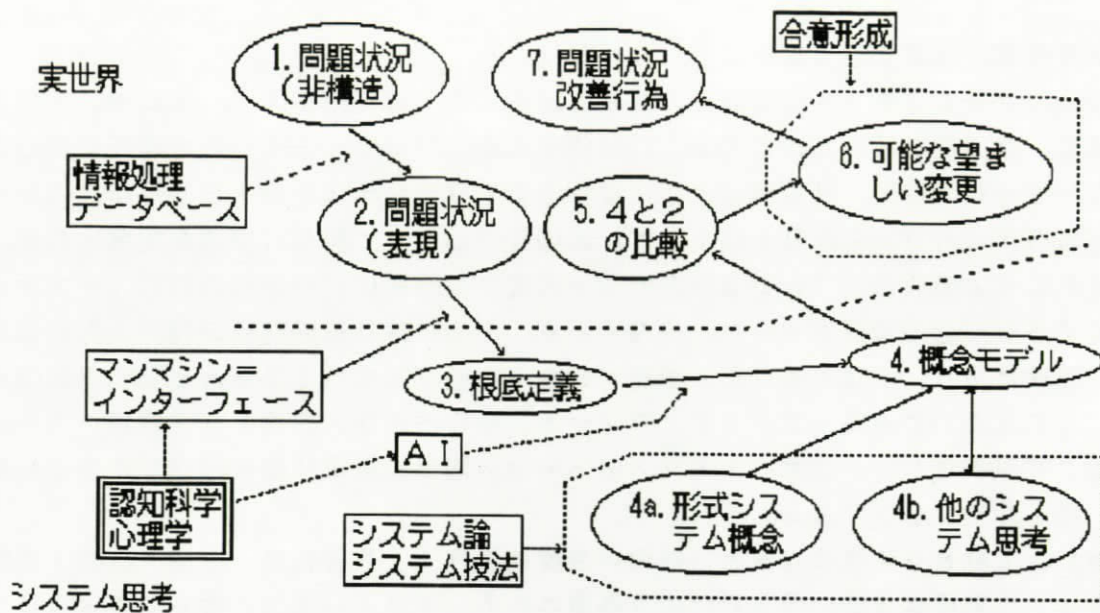 合意形成
1. 問題状況
(非構造)
7. 問題状況
改善行為
実世界
6. 可能な望ま
しい変更
情報処理
データベース
2. 問題状況
(表現)
5. 4と2
の比較
マンマシン=
インターフェース
3. 根底定義
4. 概念モデル
AI
認知科学
心理学
システム論
システム技法
4a. 形式シス
テム概念
4b. 他のシス
テム思考
システム思考